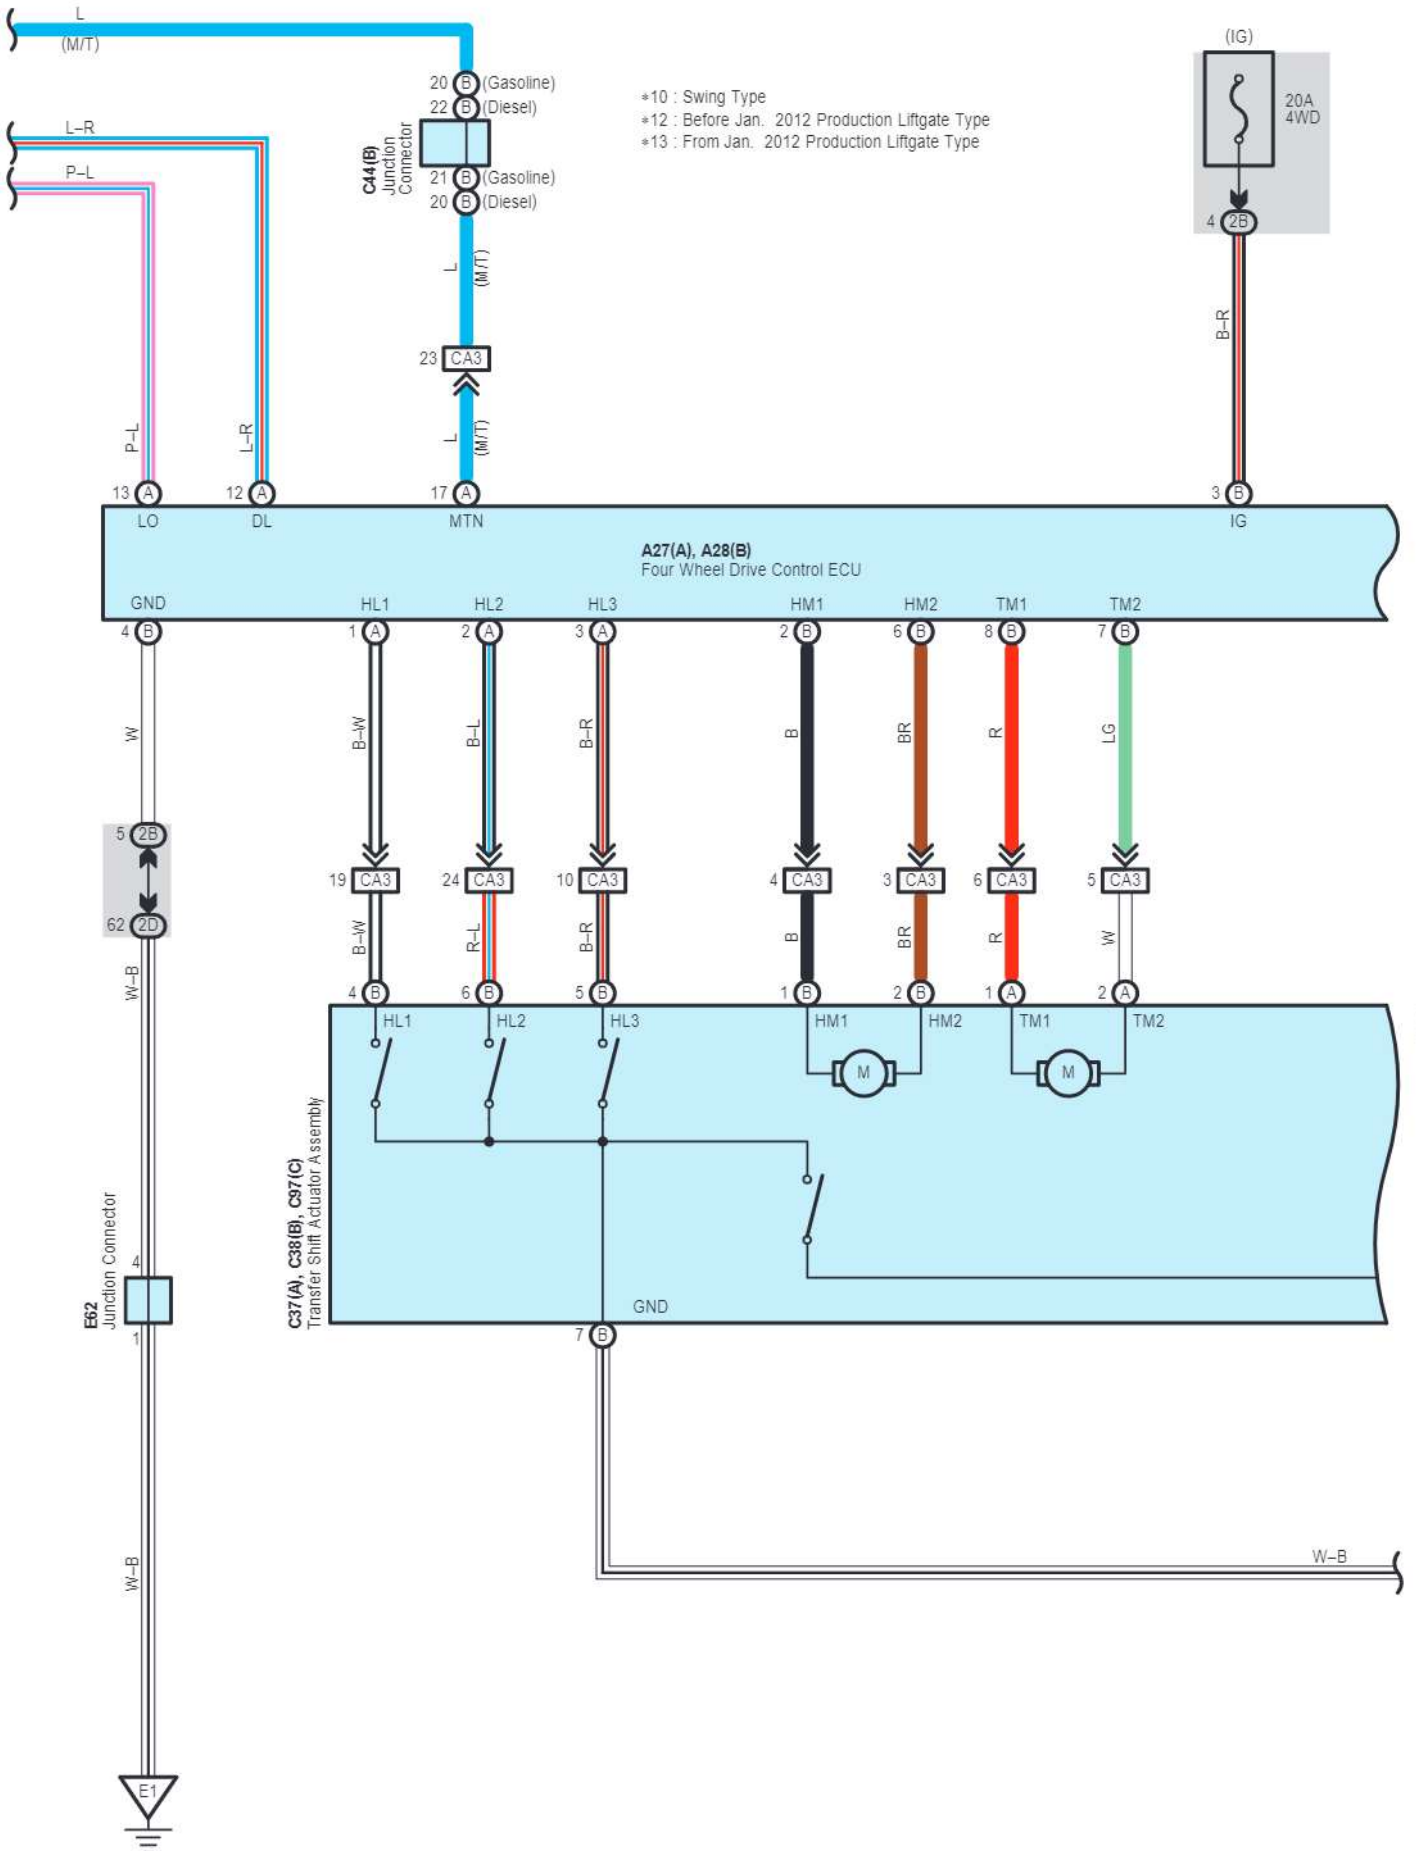 L
(M/T)
(IG)
20 B (Gasoline)
22 B (Diesel)
*10 : Swing Type
*12 : Before Jan. 2012 Production Liftgate Type
*13 : From Jan. 2012 Production Liftgate Type
20A
4WD
L–R
P–L
C44(B)
Junction
Connector
21 B (Gasoline)
20 B (Diesel)
4 2B
L
(M/T)
B–R
23 CA3
P–L
L–R
L
(M/T)
13 A
12 A
17 A
3 B
LO
DL
MTN
IG
A27(A), A28(B)
Four Wheel Drive Control ECU
GND
HL1
HL2
HL3
HM1
HM2
TM1
TM2
4 B
1 A
2 A
3 A
2 B
6 B
8 B
7 B
W
B–W
B–L
B–R
B
BR
R
LG
5 2B
19 CA3
24 CA3
10 CA3
4 CA3
3 CA3
6 CA3
5 CA3
62 2D
W–B
B–W
R–L
B–R
B
BR
R
W
4 B
6 B
5 B
1 B
2 B
1 A
2 A
HL1
HL2
HL3
HM1
HM2
TM1
TM2
M
M
C37(A), C38(B), C97(C)
Transfer Shift Actuator Assembly
4
E62
Junction Connector
1
GND
7 B
W–B
W–B
E1